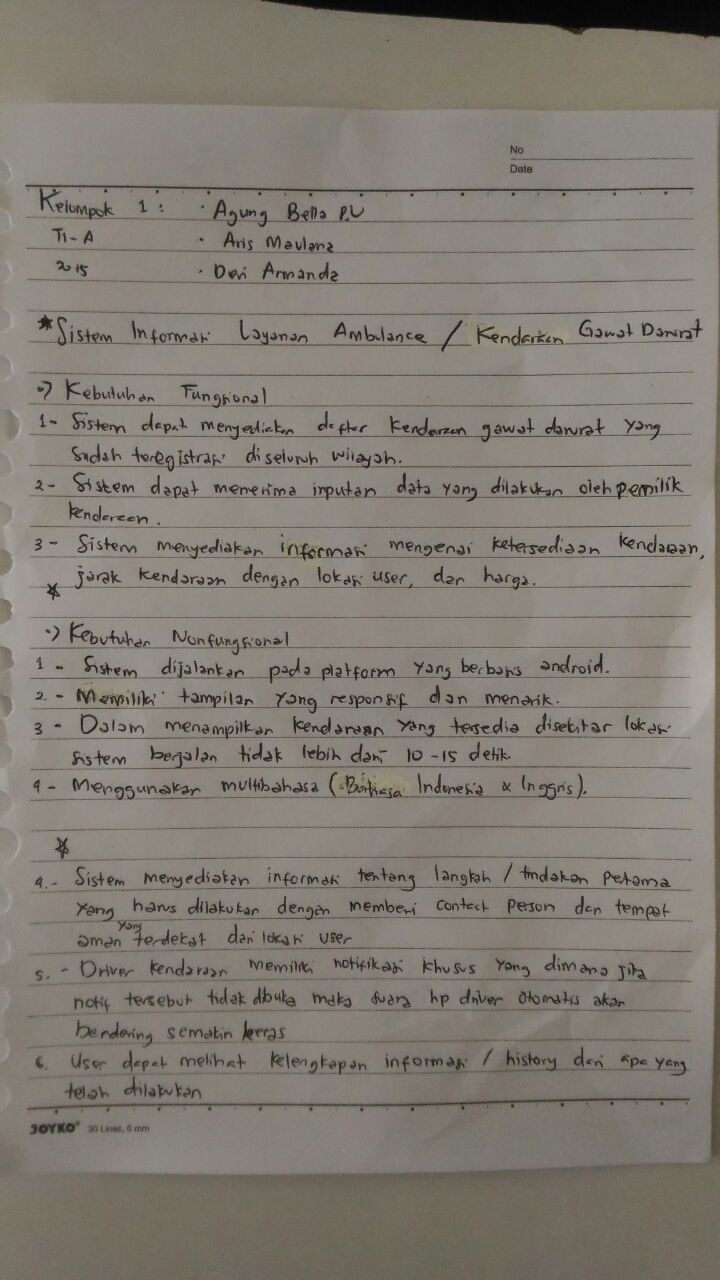 No
Date
Kelompok 1 : · Agung Bella P.U
TI-A · Aris Maulana
2015 · Devi Armanda
*Sistem Informasi Layanan Ambulance / Kendaraan Gawat Darurat
·) Kebutuhan Fungsional
1- Sistem dapat menyediakan daftar kendaraan gawat darurat yang
sudah teregistrasi diseluruh wilayah.
2- Sistem dapat menerima inputan data yang dilakukan oleh pemilik
kendaraan.
3- Sistem menyediakan informasi mengenai ketersediaan kendaraan,
jarak kendaraan dengan lokasi user, dan harga.
·) Kebutuhan Nonfungsional
1- Sistem dijalankan pada platform yang berbasis android.
2.- Memiliki tampilan yang responsif dan menarik.
3- Dalam menampilkan kendaraan yang tersedia disekitar lokasi
sistem berjalan tidak lebih dari 10-15 detik.
4- Menggunakan multibahasa (Bahasa Indonesia & Inggris).
4.- Sistem menyediakan informasi tentang langkah / tindakan pertama
yang harus dilakukan dengan memberi contact person dan tempat
aman yang terdekat dari lokasi user
5.- Driver kendaraan memiliki notifikasi khusus yang dimana jika
notif tersebut tidak dibuka maka suara hp driver otomatis akan
berdering semakin keras
6. User dapat melihat kelengkapan informasi / history dari apa yang
telah dilakukan
JOYKO 30 Lines, 6 mm